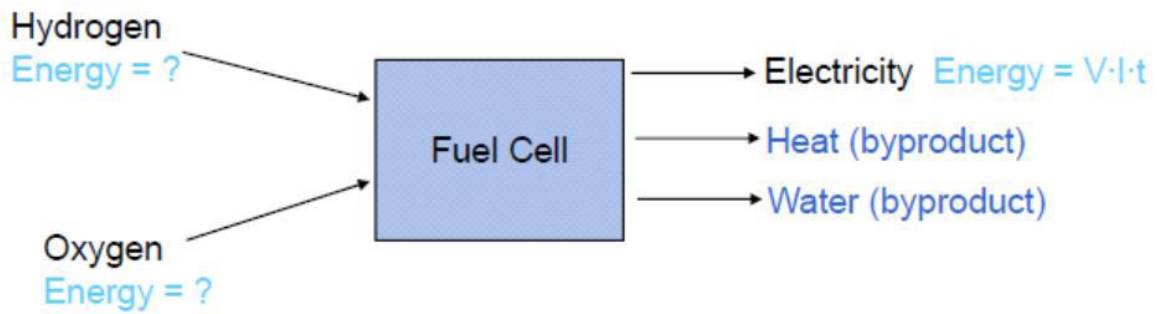 Hydrogen
Energy = ?
Fuel Cell
Electricity Energy = V·I·t
Heat (byproduct)
Water (byproduct)
Oxygen
Energy = ?